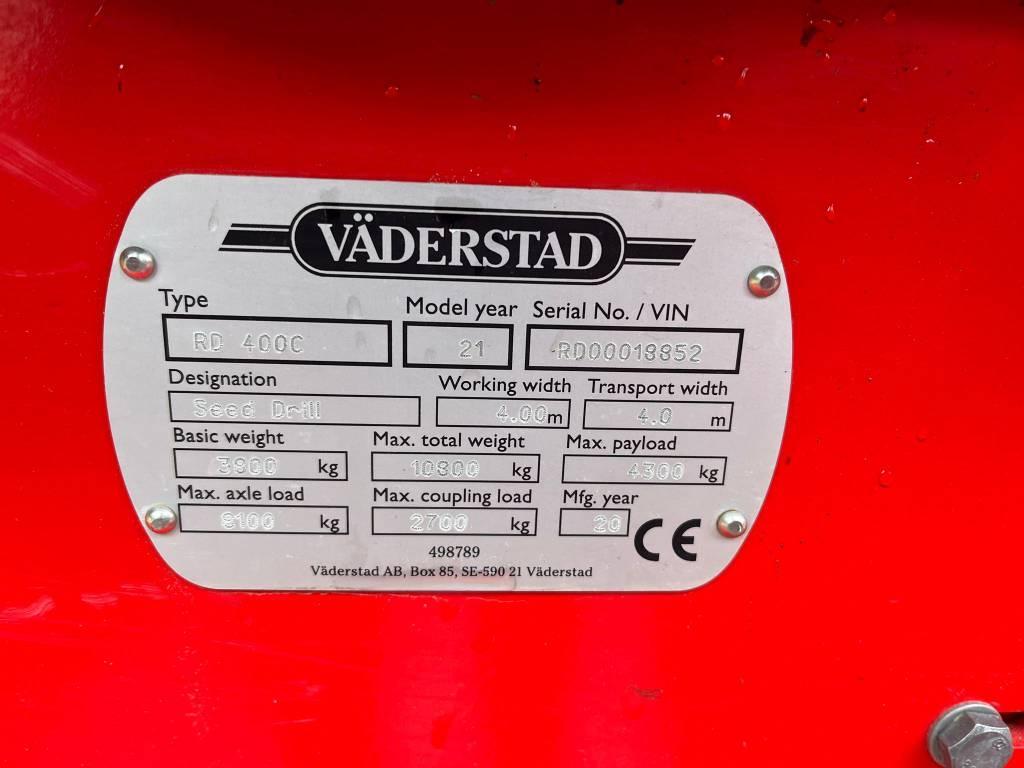 VÄDERSTAD
Type Model year Serial No. / VIN
RD 400C 21 RD00018852
Designation Working width Transport width
Seed Drill 4.00 m 4.0 m
Basic weight Max. total weight Max. payload
3900 kg 10800 kg 4300 kg
Max. axle load Max. coupling load Mfg. year
8100 kg 2700 kg 20 CE
498789
Väderstad AB, Box 85, SE-590 21 Väderstad